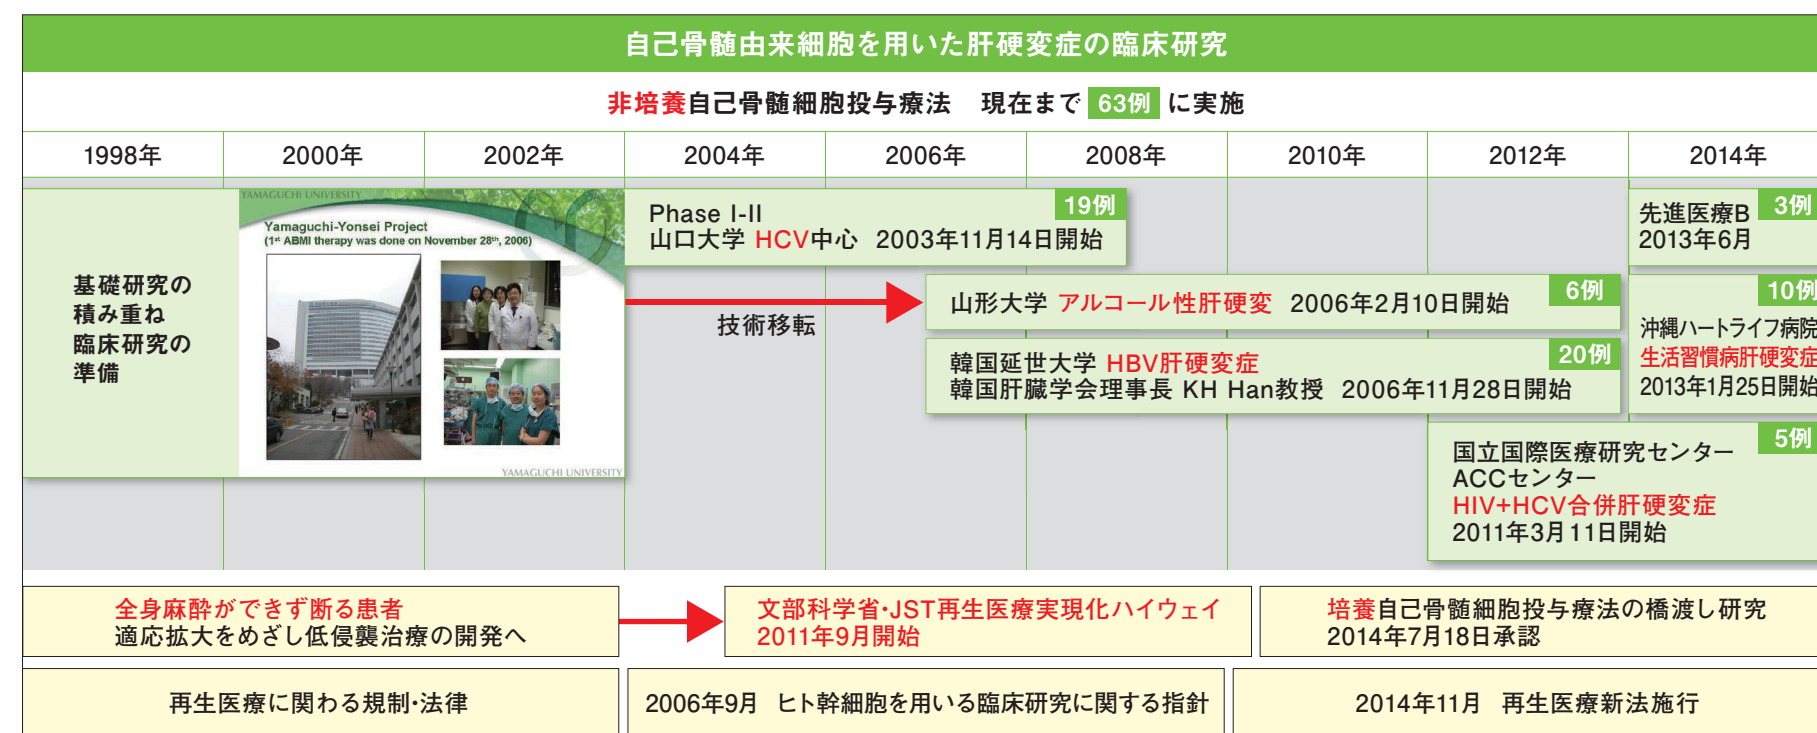 自己骨髄由来細胞を用いた肝硬変症の臨床研究
非培養自己骨髄細胞投与療法　現在まで 63例 に実施
1998年 2000年 2002年 2004年 2006年 2008年 2010年 2012年 2014年
基礎研究の
積み重ね
臨床研究の
準備
YAMAGUCHI UNIVERSITY
Yamaguchi-Yonsei Project
(1st ABMI therapy was done on November 28th, 2006)
YAMAGUCHI UNIVERSITY
19例
Phase I-II
山口大学 HCV中心 2003年11月14日開始
技術移転
6例
山形大学 アルコール性肝硬変 2006年2月10日開始
20例
韓国延世大学 HBV肝硬変症
韓国肝臓学会理事長 KH Han教授 2006年11月28日開始
3例
先進医療B
2013年6月
10例
沖縄ハートライフ病院
生活習慣病肝硬変症
2013年1月25日開始
5例
国立国際医療研究センター
ACCセンター
HIV+HCV合併肝硬変症
2011年3月11日開始
全身麻酔ができず断る患者
適応拡大をめざし低侵襲治療の開発へ
文部科学省・JST再生医療実現化ハイウェイ
2011年9月開始
培養自己骨髄細胞投与療法の橋渡し研究
2014年7月18日承認
再生医療に関わる規制・法律
2006年9月　ヒト幹細胞を用いる臨床研究に関する指針
2014年11月　再生医療新法施行